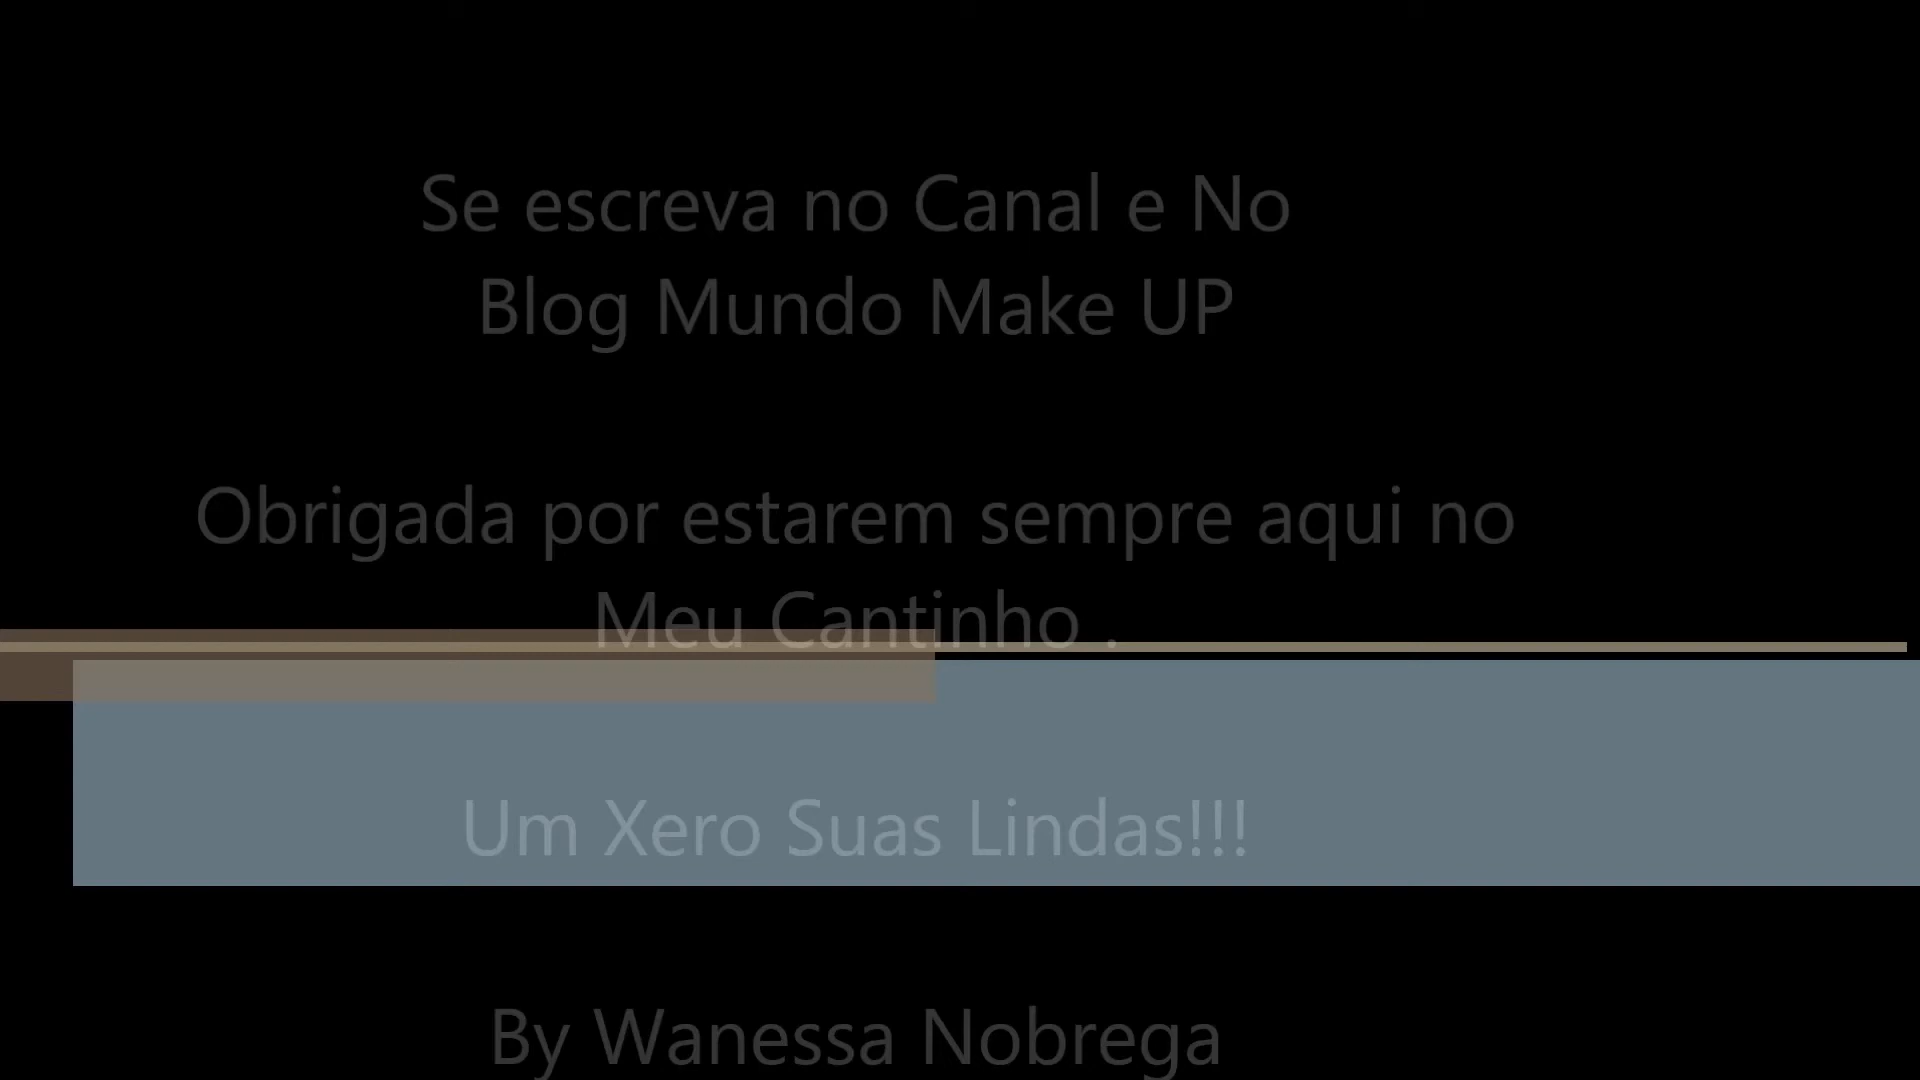 Se escreva no Canal e No
Blog Mundo Make UP
Obrigada por estarem sempre aqui no
Meu Cantinho .
Um Xero Suas Lindas!!!
By Wanessa Nobrega